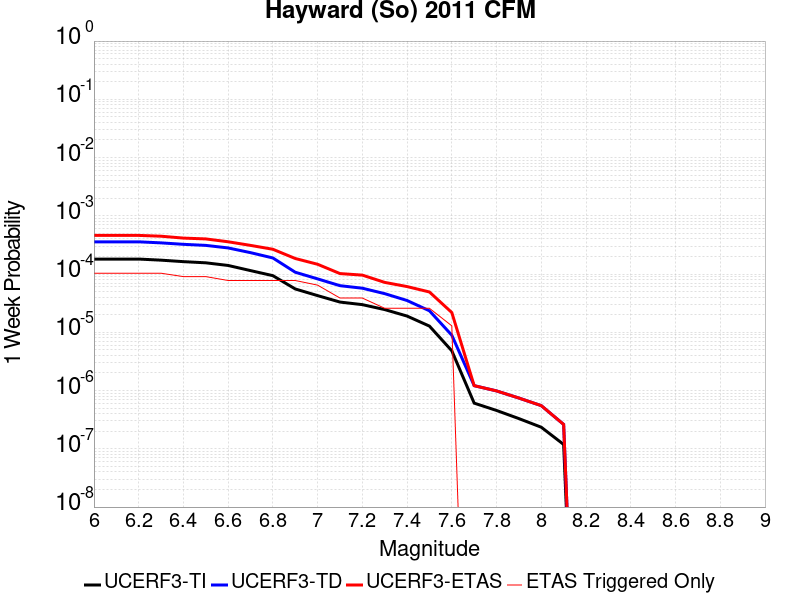 Hayward (So) 2011 CFM
10^0
10^-1
10^-2
10^-3
10^-4
10^-5
10^-6
10^-7
10^-8
1 Week Probability
6 6.2 6.4 6.6 6.8 7 7.2 7.4 7.6 7.8 8 8.2 8.4 8.6 8.8 9
Magnitude
UCERF3-TI UCERF3-TD UCERF3-ETAS ETAS Triggered Only